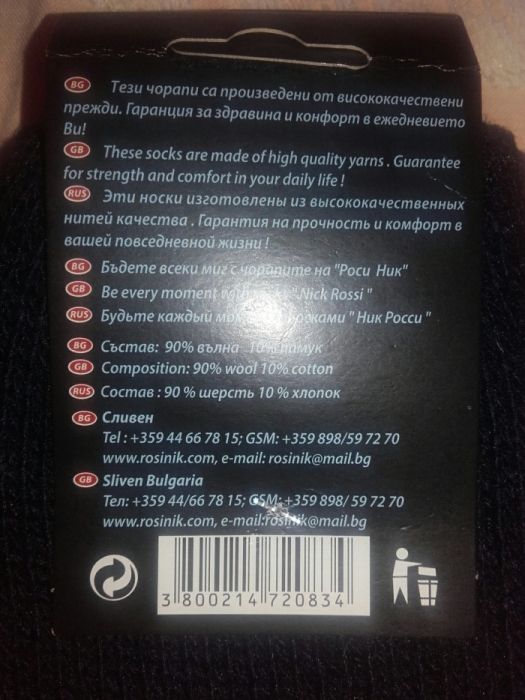 BG Тези чорапи са произведени от висококачествени
прежди. Гаранция за здравина и конфорт в ежедневието
Ви!
GB These socks are made of high quality yarns . Guarantee
for strength and comfort in your daily life !
RUS Эти носки изготовлены из высококачественных
нитей качества . Гарантия на прочность и комфорт в
вашей повседневной жизни !
BG Бъдете всеки миг с чорапите на "Роси Ник"
GB Be every moment "Nick Rossi "
RUS Будьте каждый " Ник Росси "
BG Състав: 90% вълна 10% памук
GB Composition: 90% wool 10% cotton
RUS Состав : 90 % шерсть 10 % хлопок
BG Сливен
Tel : +359 44 66 78 15; GSM: +359 898/59 72 70
www.rosinik.com, e-mail: rosinik@mail.bg
GB Sliven Bulgaria
Тел: +359 44/66 78 15; GSM: +359 898/ 59 72 70
www.rosinik.com, e-mail:rosinik@mail.bg
3 800214 720834